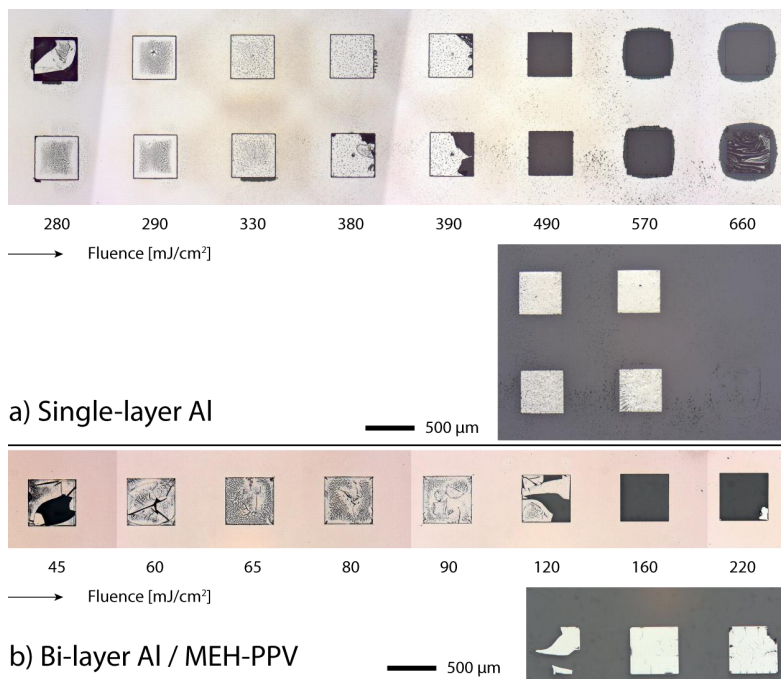 280 290 330 380 390 490 570 660
Fluence [mJ/cm²]
a) Single-layer Al
500 µm
45 60 65 80 90 120 160 220
Fluence [mJ/cm²]
b) Bi-layer Al / MEH-PPV
500 µm